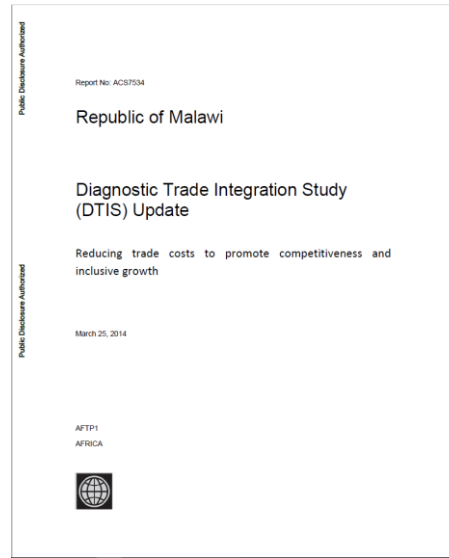 Public Disclosure Authorized
Public Disclosure Authorized
Report No: ACS7534
Republic of Malawi
Diagnostic Trade Integration Study
(DTIS) Update
Reducing trade costs to promote competitiveness and
inclusive growth
March 25, 2014
AFTP1
AFRICA